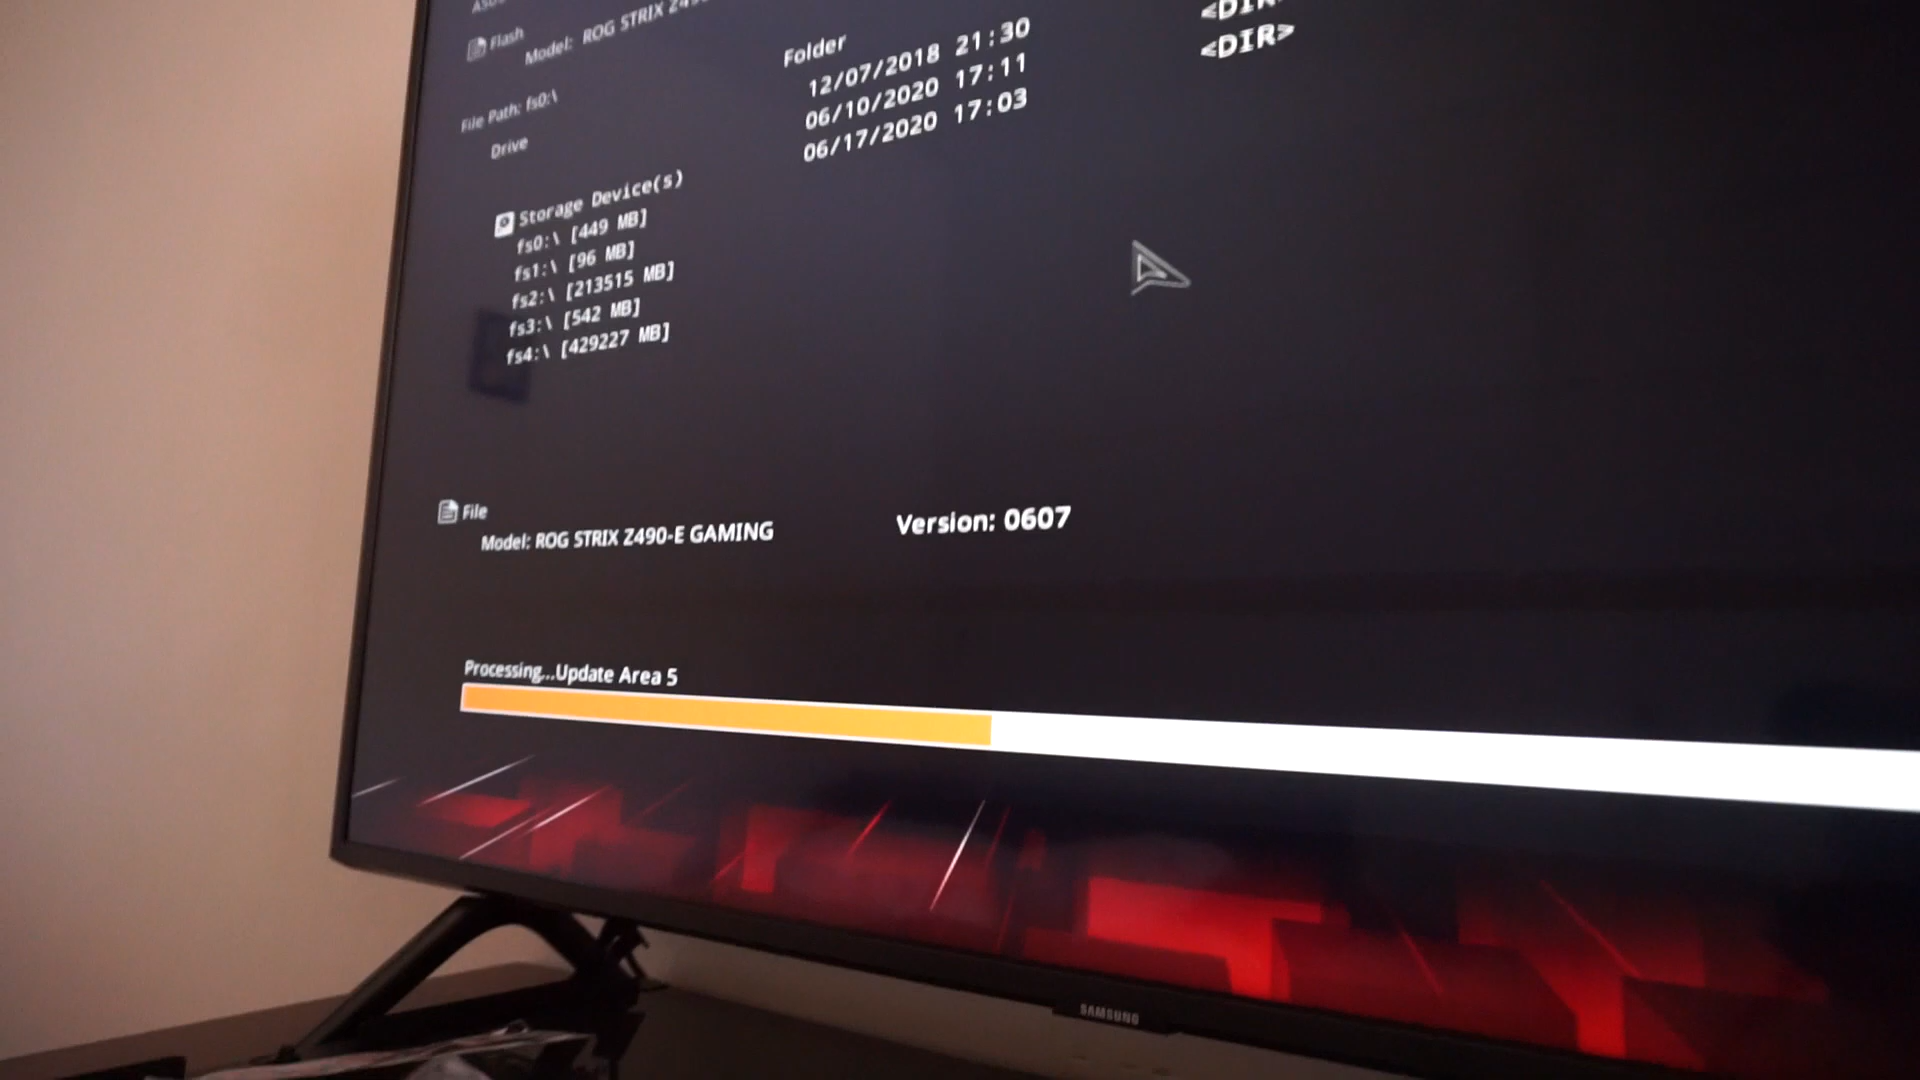 Flash
Model: ROG STRIX
File Path: fs0:\
Drive
Folder
12/07/2018 21:30
06/10/2020 17:11
06/17/2020 17:03
<DIR>
<DIR>
Storage Device(s)
fs0:\ [449 MB]
fs1:\ [96 MB]
fs2:\ [213515 MB]
fs3:\ [542 MB]
fs4:\ [429227 MB]
File
Model: ROG STRIX Z490-E GAMING
Version: 0607
Processing...Update Area 5
SAMSUNG